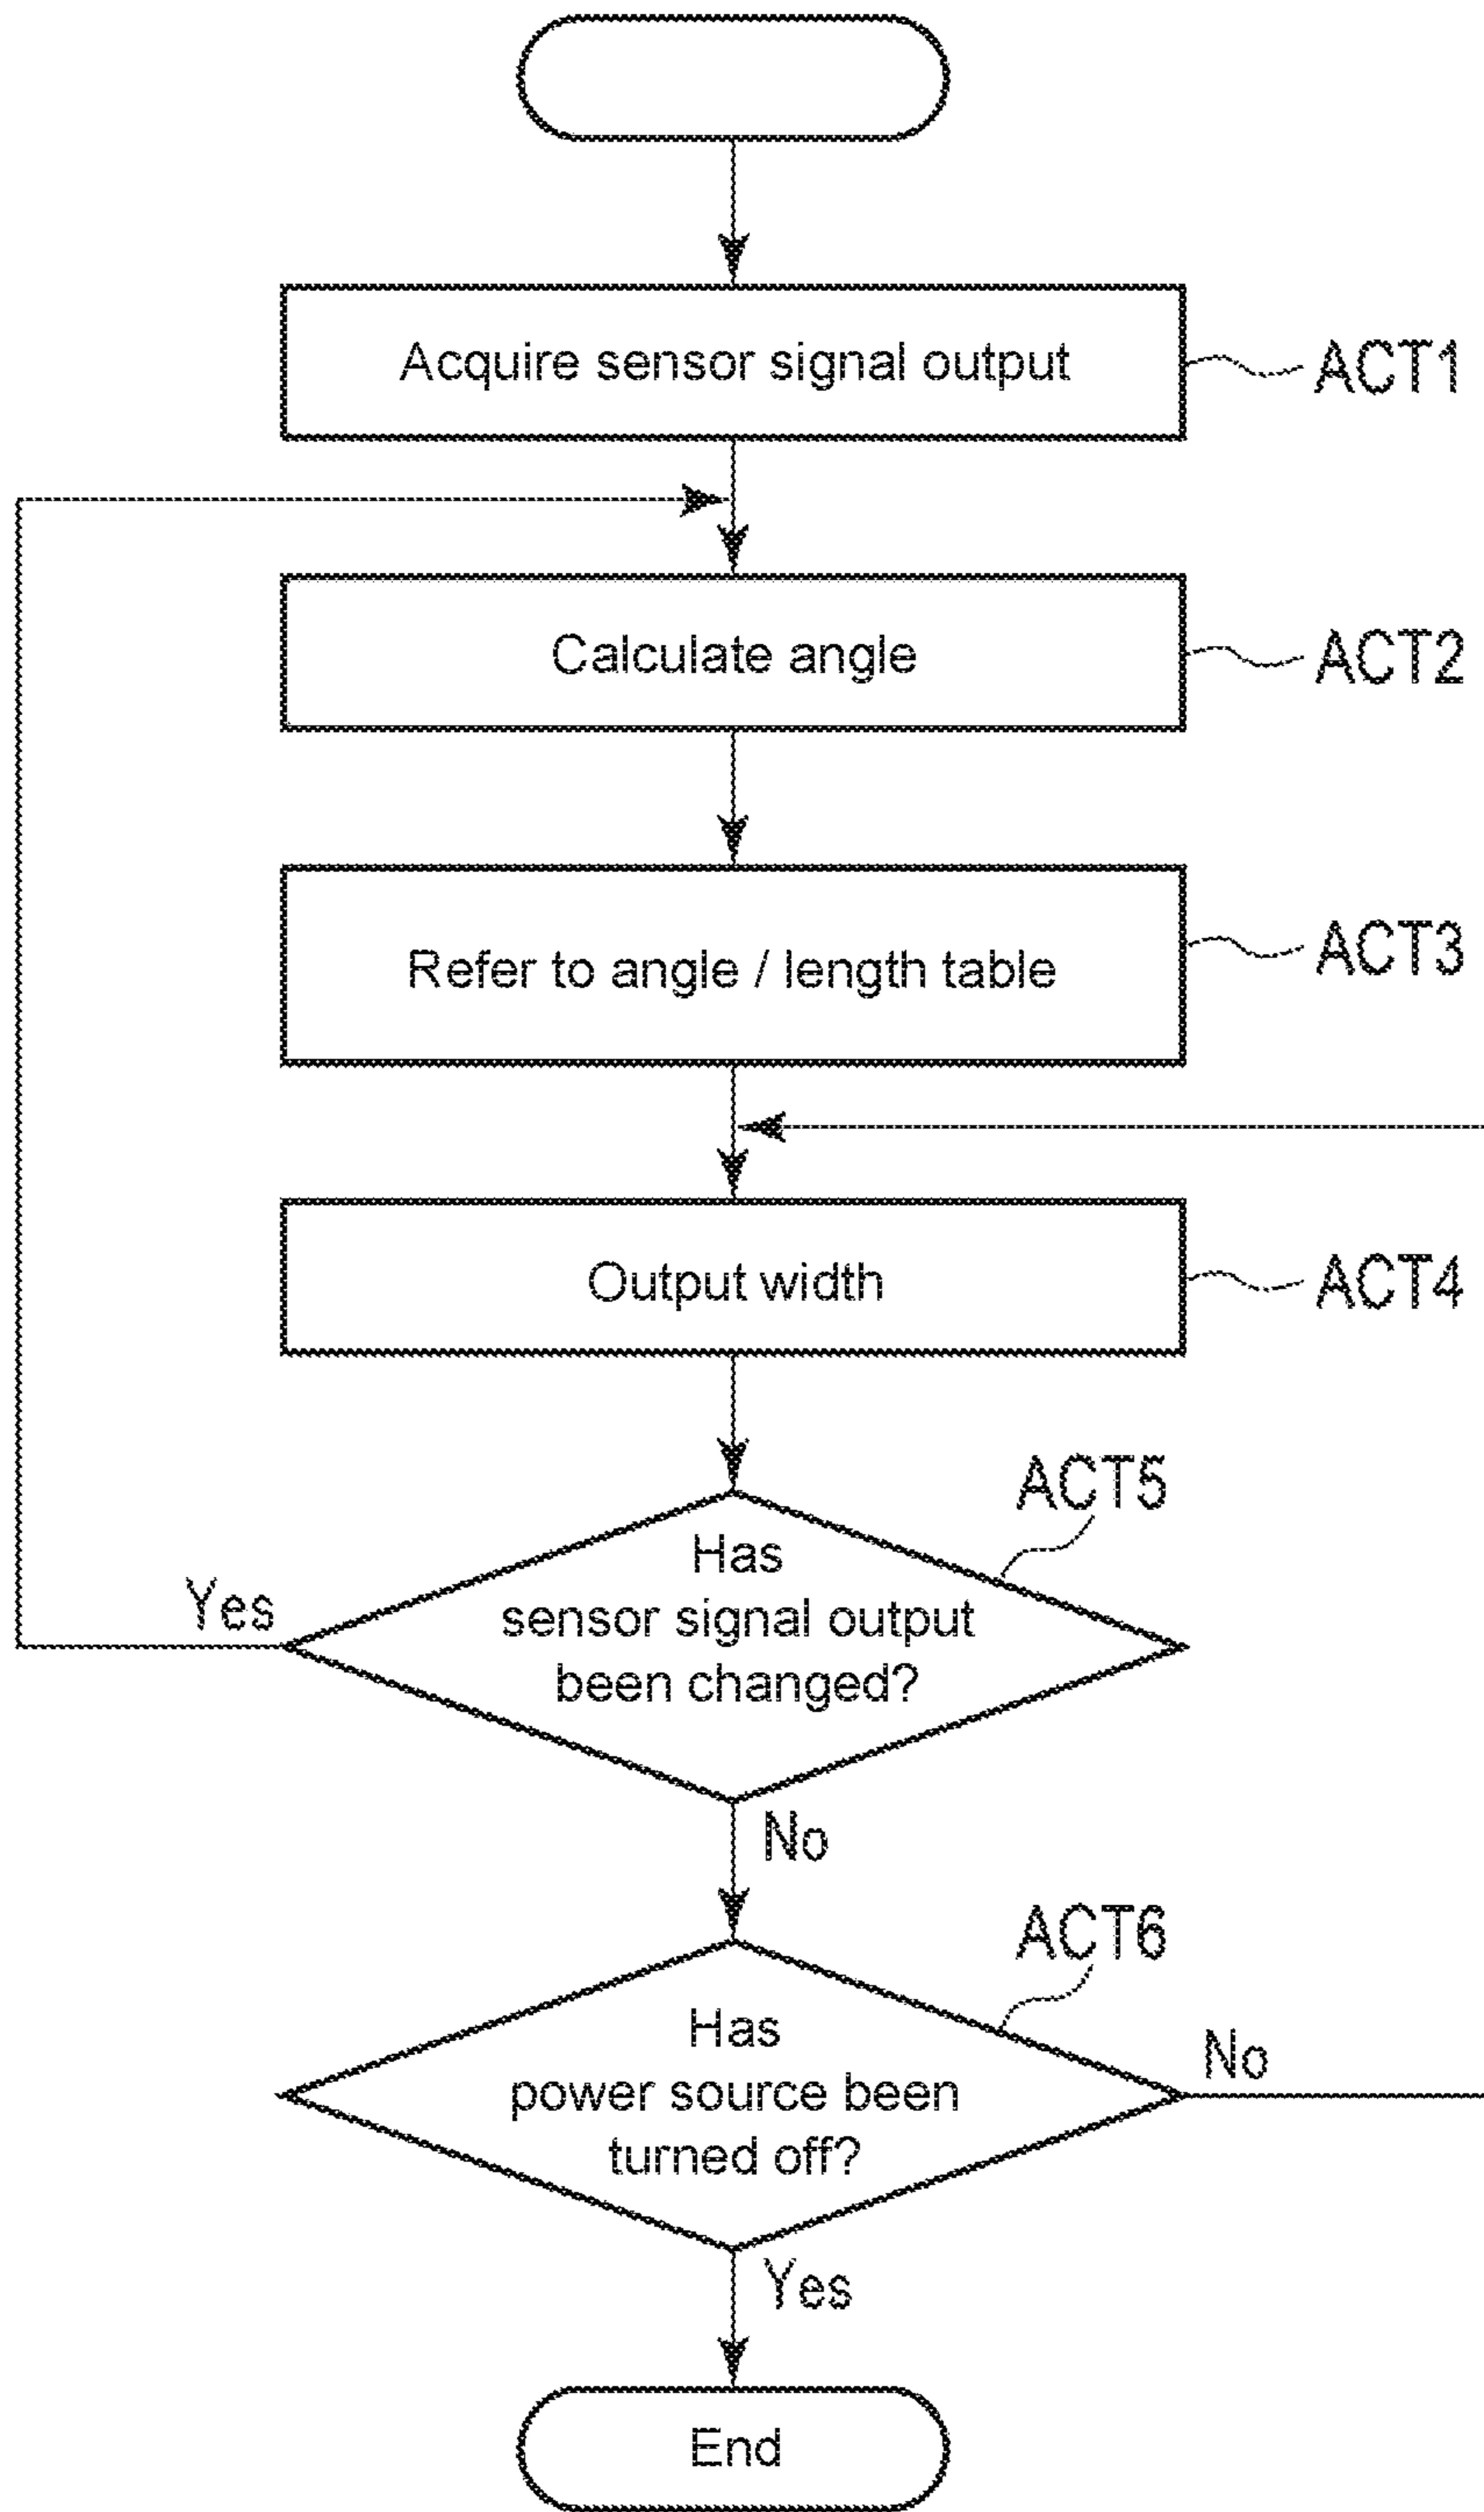 Acquire sensor signal output
ACT1
Calculate angle
ACT2
Refer to angle / length table
ACT3
Output width
ACT4
ACT5
Has
sensor signal output
been changed?
Yes
No
ACT6
Has
power source been
turned off?
No
Yes
End